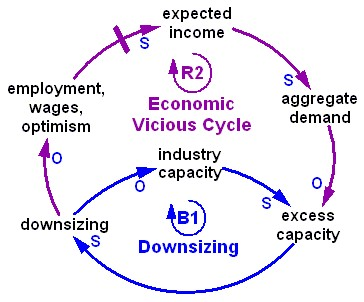 expected
income
S
R2
S
employment,
wages,
optimism
Economic
Vicious Cycle
aggregate
demand
O
industry
capacity
O
O
S
downsizing
B1
excess
capacity
S
Downsizing